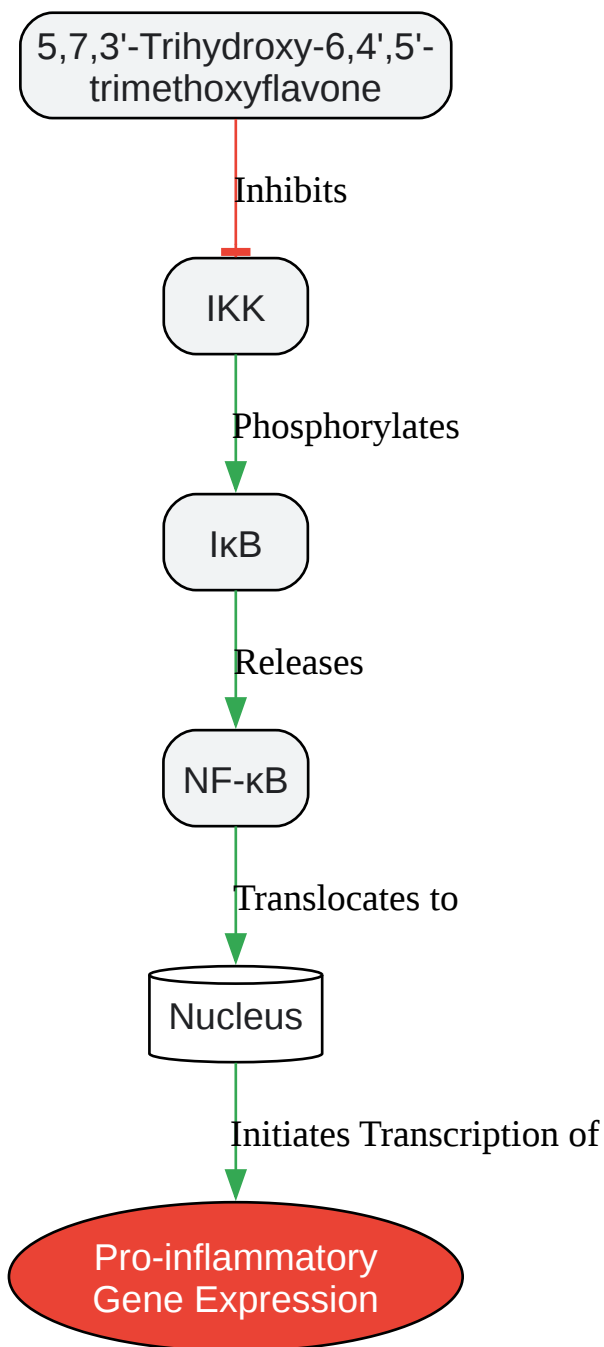 5,7,3'-Trihydroxy-6,4',5'-
trimethoxyflavone
Inhibits
IKK
Phosphorylates
IκB
Releases
NF-κB
Translocates to
Nucleus
Initiates Transcription of
Pro-inflammatory
Gene Expression